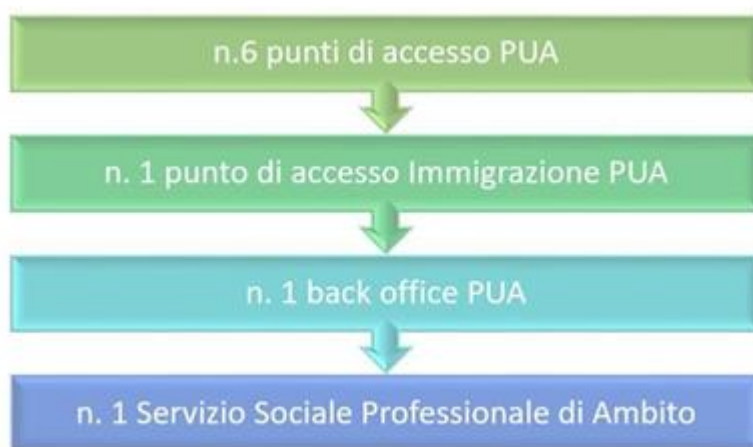 n.6 punti di accesso PUA
n. 1 punto di accesso Immigrazione PUA
n. 1 back office PUA
n. 1 Servizio Sociale Professionale di Ambito